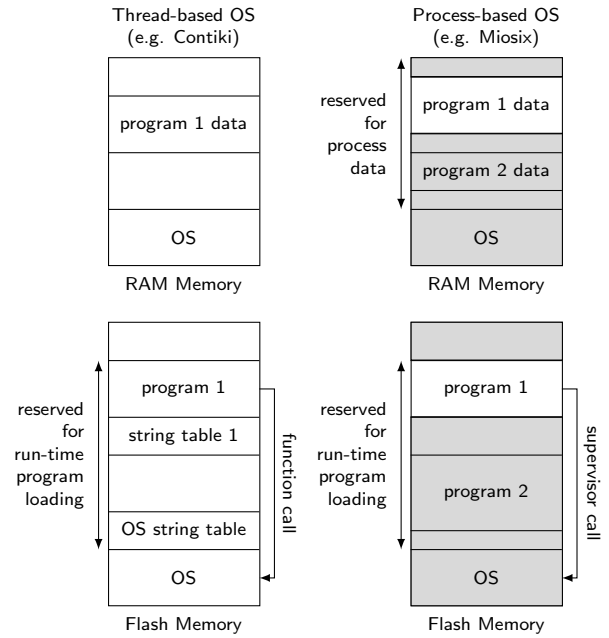 Thread-based OS
(e.g. Contiki)
program 1 data
OS
RAM Memory
Process-based OS
(e.g. Miosix)
reserved
for
process
data
program 1 data
program 2 data
OS
RAM Memory
reserved
for
run-time
program
loading
program 1
string table 1
OS string table
OS
function call
Flash Memory
reserved
for
run-time
program
loading
program 1
program 2
OS
supervisor call
Flash Memory